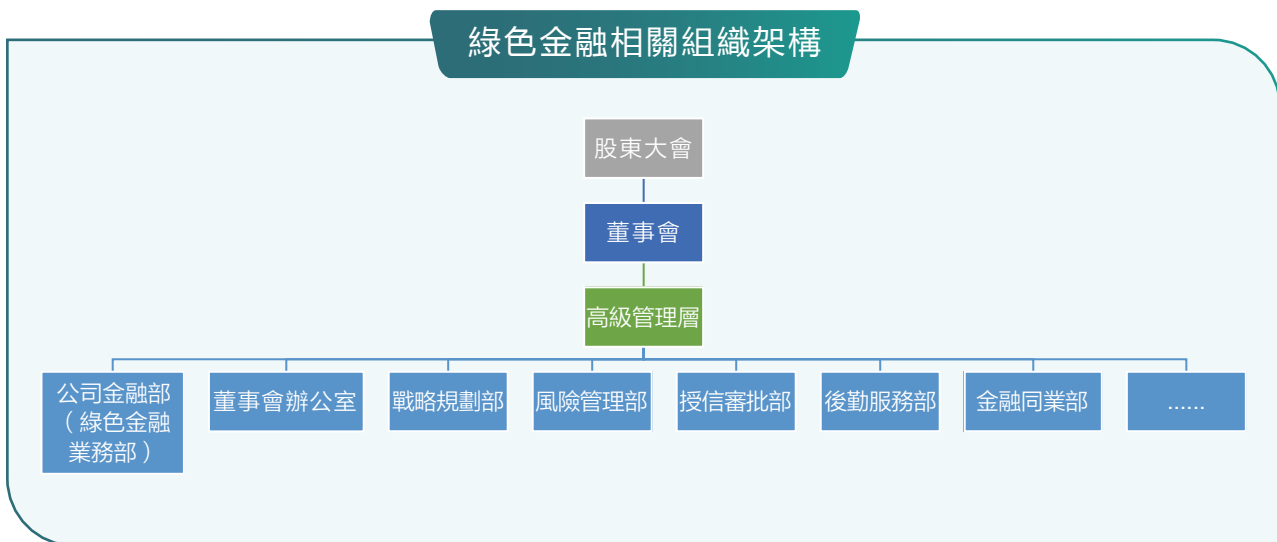 綠色金融相關組織架構
股東大會
董事會
高級管理層
公司金融部
（綠色金融
業務部）
董事會辦公室
戰略規劃部
風險管理部
授信審批部
後勤服務部
金融同業部
......